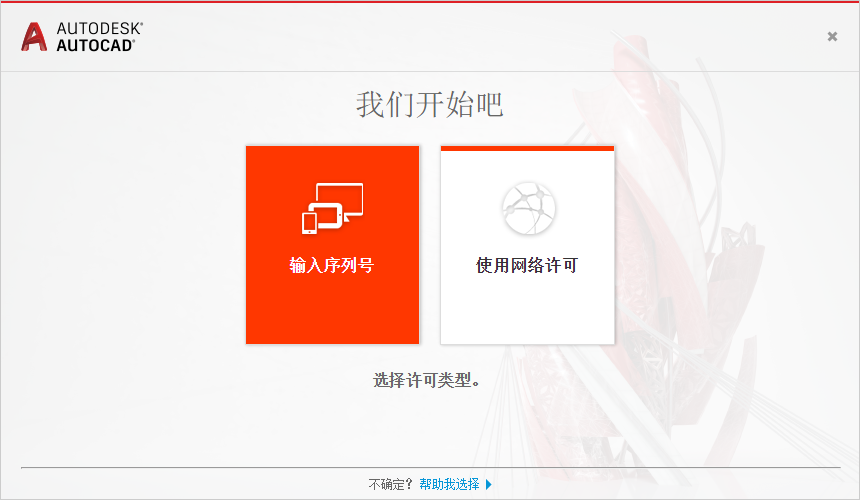 AUTODESK®
AUTOCAD®
我们开始吧
输入序列号
使用网络许可
选择许可类型。
不确定？ 帮助我选择